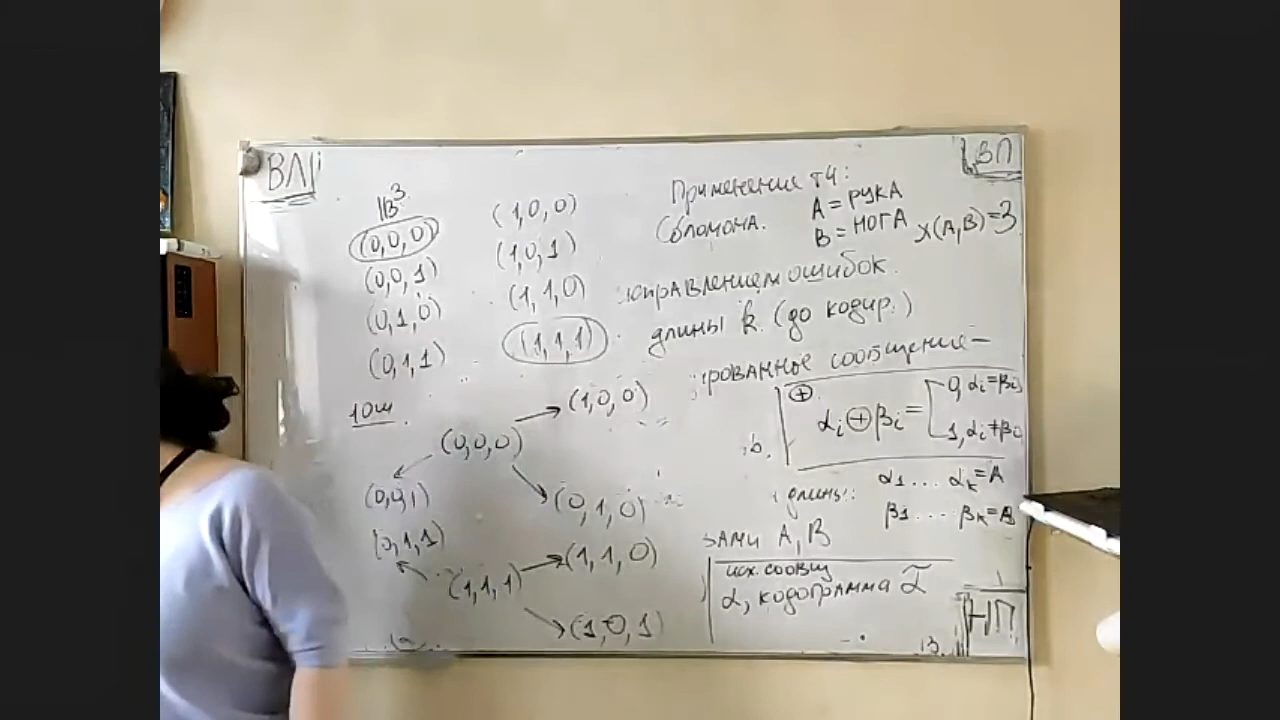 ВЛ
ВП
𝔹³
(0,0,0)
(0,0,1)
(0,1,0)
(0,1,1)
(1,0,0)
(1,0,1)
(1,1,0)
(1,1,1)
1 ош
(0,0,0)
(1,0,0)
(0,0,1)
(0,1,0)
(0,1,1)
(1,1,1)
(1,1,0)
(1,0,1)
Применение т4:
Соломона.
A = РУКА
B = НОГА
(A,B)=3
исправлением ошибок.
длины k. (до кодир.)
рованное сообщение –
⊕
αi ⊕ βi = 0, αi = βi
1, αi ≠ βi
длины:
α1 ... αk = A
β1 ... βk = B
АМИ A, B
исх. сообщ
α, кодограмма α̃
НП